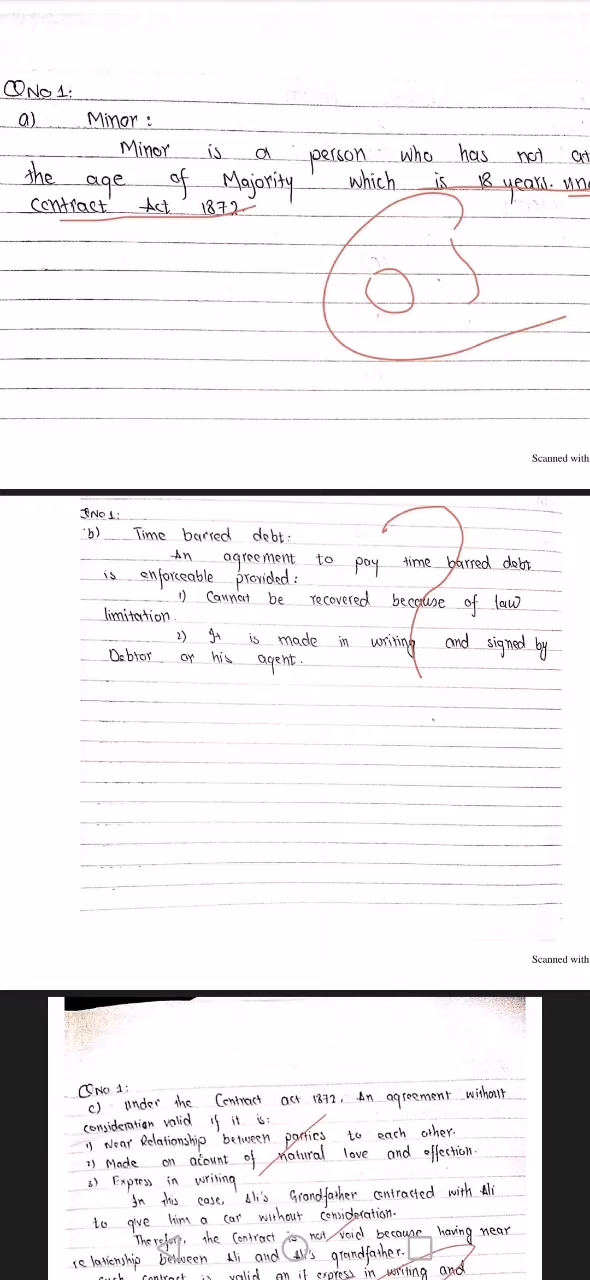 QNo 1:
a) Minor :
Minor is a person who has not at
the age of Majority which is 18 years. und
contract Act 1872
Scanned with
QNo 1:
b) Time barred debt:
An agreement to pay time barred debt
is enforceable provided:
1) Cannot be recovered because of law
limitation.
2) It is made in writing and signed by
Debtor or his agent.
Scanned with
QNo 1:
c) Under the Contract act 1872. An agreement without
consideration valid if it is:
1) Near Relationship between parties to each other.
2) Made on acount of natural love and effection.
3) Express in writing
In this case, Ali's Grandfather contracted with Ali
to give him a car without consideration.
Therefore, the Contract is not void because having near
relationship between Ali and Ali's grandfather.
such contract is valid an if express in writing and